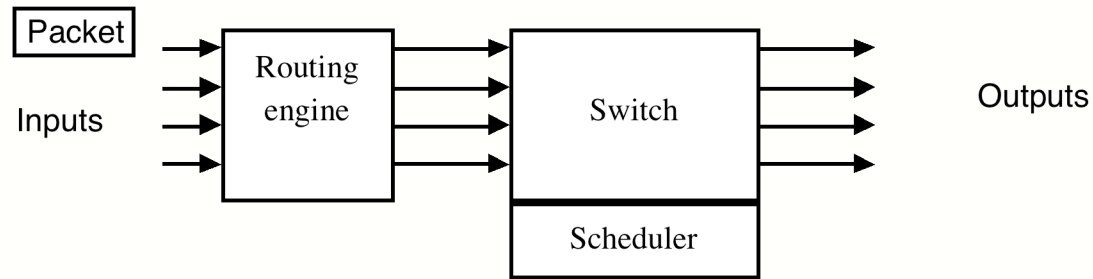 Packet
Inputs
Routing
engine
Switch
Scheduler
Outputs